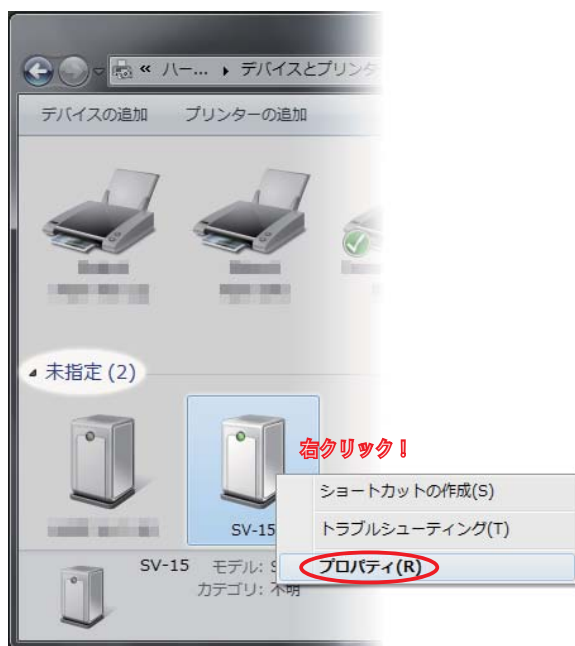 « ハー... ▸ デバイスとプリンタ
デバイスの追加 プリンターの追加
未指定 (2)
右クリック！
ショートカットの作成(S)
SV-15
トラブルシューティング(T)
SV-15 モデル:
プロパティ(R)
カテゴリ: 不明